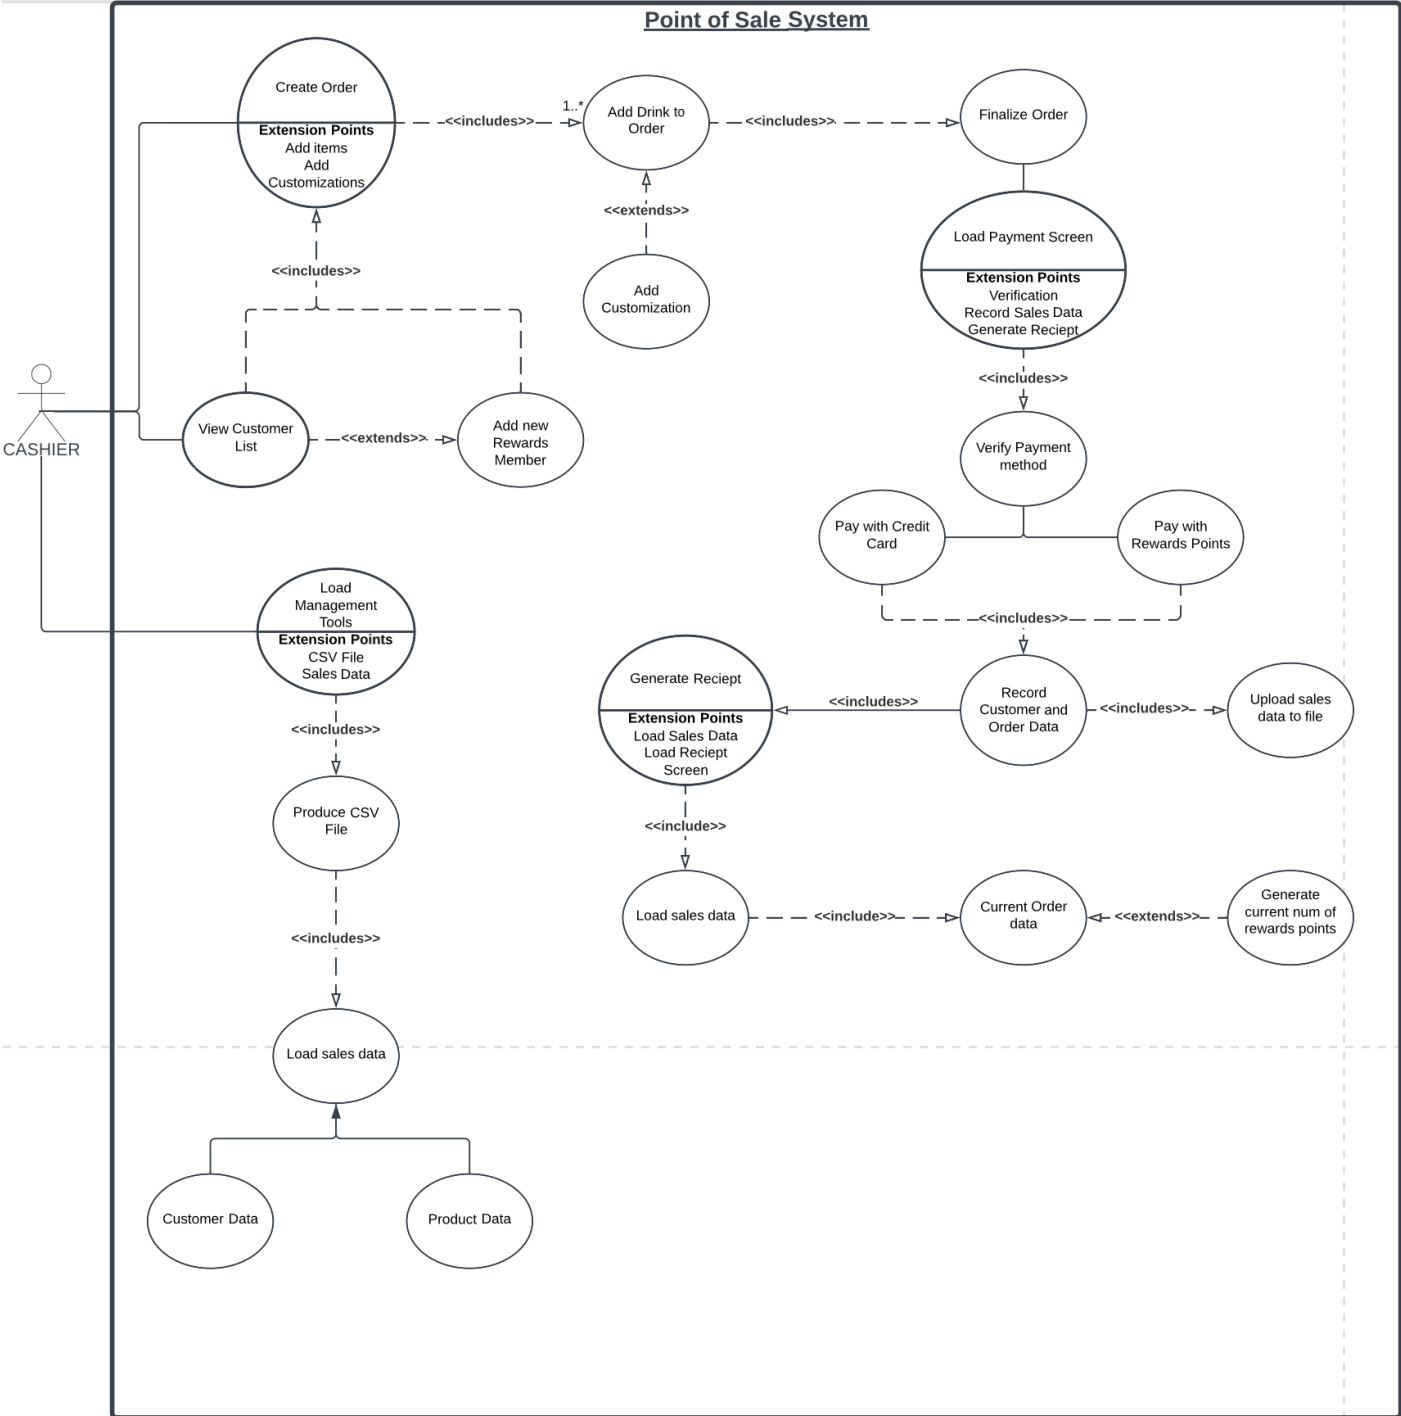 Point of Sale System
Create Order
Extension Points
Add items
Add
Customizations
<<includes>>
1..*
Add Drink to
Order
<<includes>>
Finalize Order
<<extends>>
Add
Customization
Load Payment Screen
Extension Points
Verification
Record Sales Data
Generate Reciept
<<includes>>
<<includes>>
CASHIER
View Customer
List
<<extends>>
Add new
Rewards
Member
Verify Payment
method
Pay with Credit
Card
Pay with
Rewards Points
<<includes>>
Load
Management
Tools
Extension Points
CSV File
Sales Data
Generate Reciept
Extension Points
Load Sales Data
Load Reciept
Screen
<<includes>>
Record
Customer and
Order Data
<<includes>>
Upload sales
data to file
<<includes>>
Produce CSV
File
<<include>>
Load sales data
<<include>>
Current Order
data
<<extends>>
Generate
current num of
rewards points
<<includes>>
Load sales data
Customer Data
Product Data